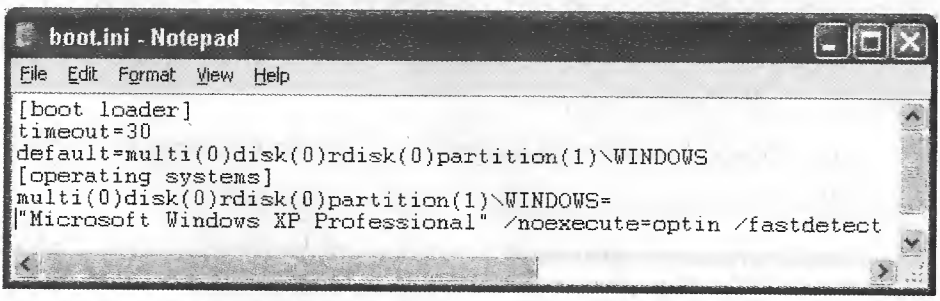 boot.ini - Notepad
File Edit Format View Help
[boot loader]
timeout=30
default=multi(0)disk(0)rdisk(0)partition(1)\WINDOWS
[operating systems]
multi(0)disk(0)rdisk(0)partition(1)\WINDOWS=
"Microsoft Windows XP Professional" /noexecute=optin /fastdetect